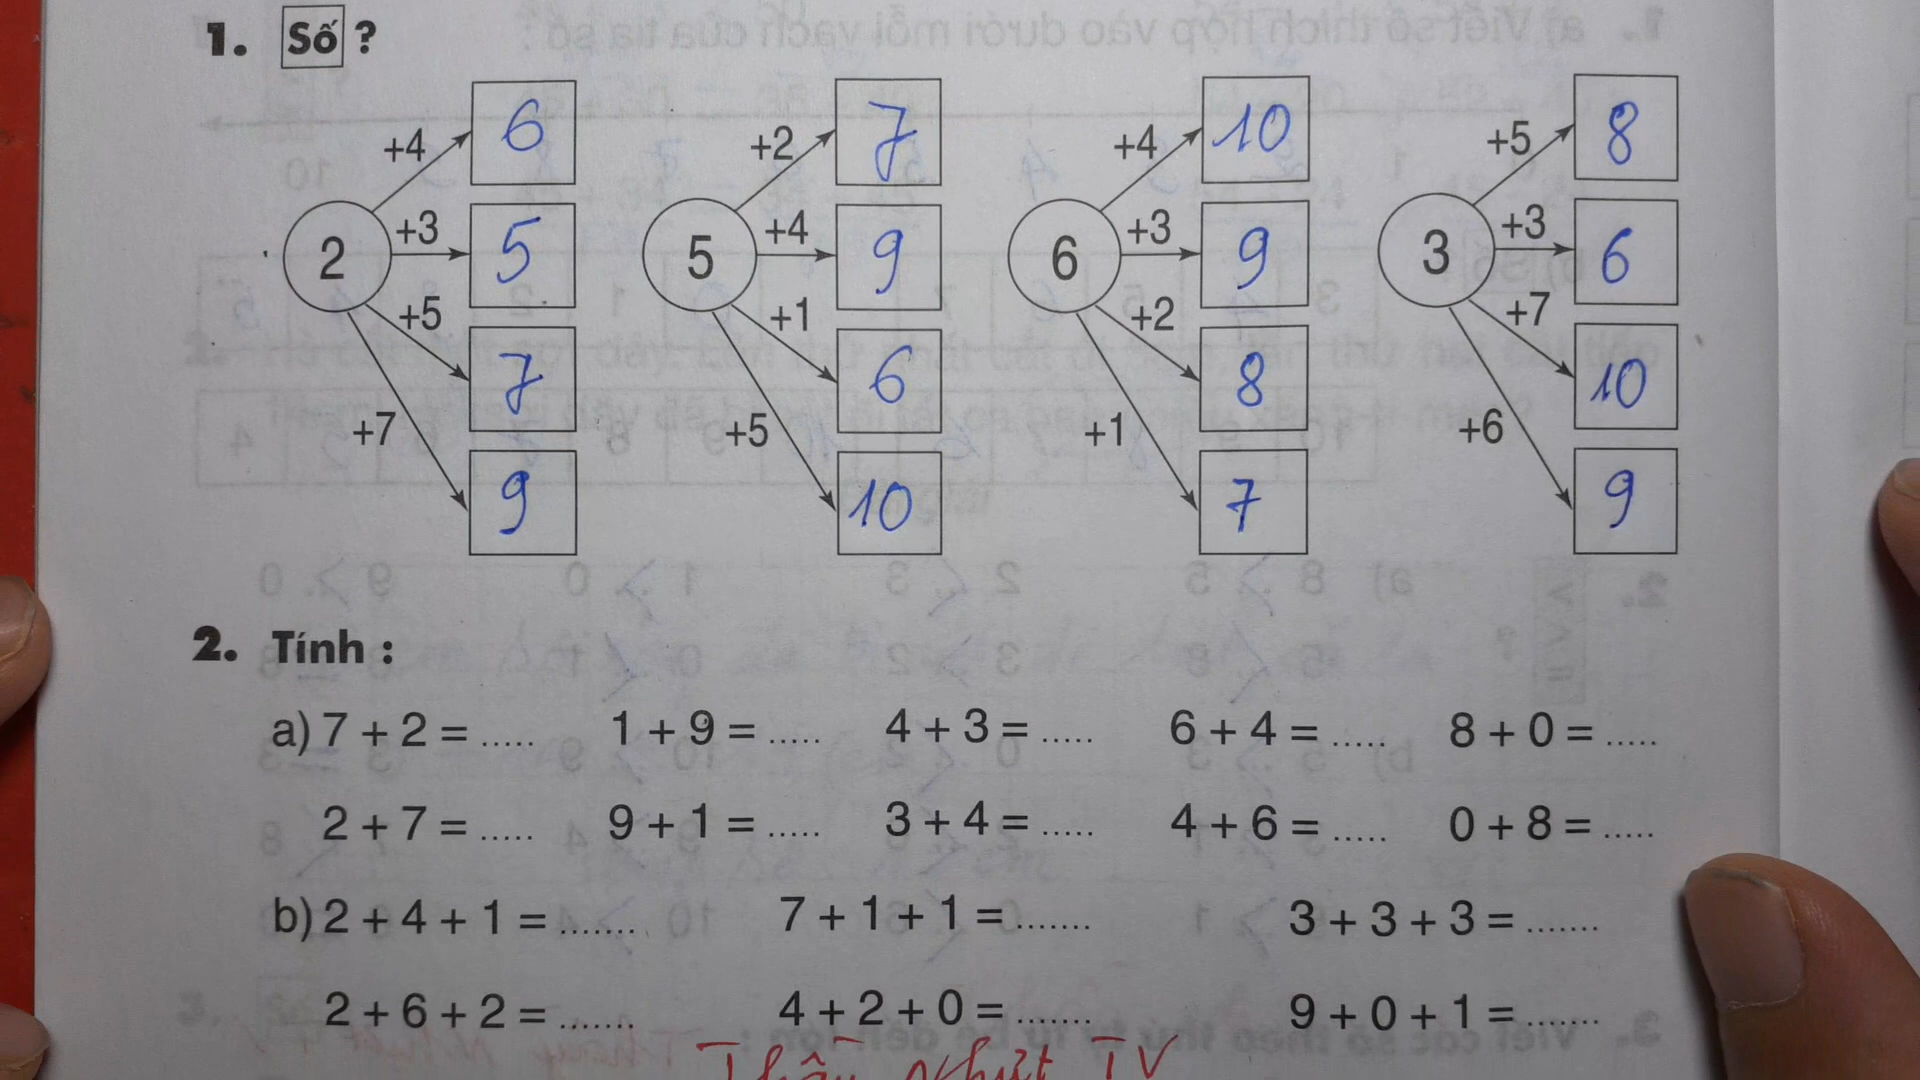 1. Số ?
+4 6 +2 7 +4 10 +5 8
2 +3 5 5 +4 9 6 +3 9 3 +3 6
+5 7 +1 6 +2 8 +7 10
+7 9 +5 10 +1 7 +6 9
2. Tính :
a) 7 + 2 = ..... 1 + 9 = ..... 4 + 3 = ..... 6 + 4 = ..... 8 + 0 = .....
2 + 7 = ..... 9 + 1 = ..... 3 + 4 = ..... 4 + 6 = ..... 0 + 8 = .....
b) 2 + 4 + 1 = ....... 7 + 1 + 1 = ....... 3 + 3 + 3 = .......
2 + 6 + 2 = ....... 4 + 2 + 0 = ....... 9 + 0 + 1 = .......
Thầy Nhựt TV